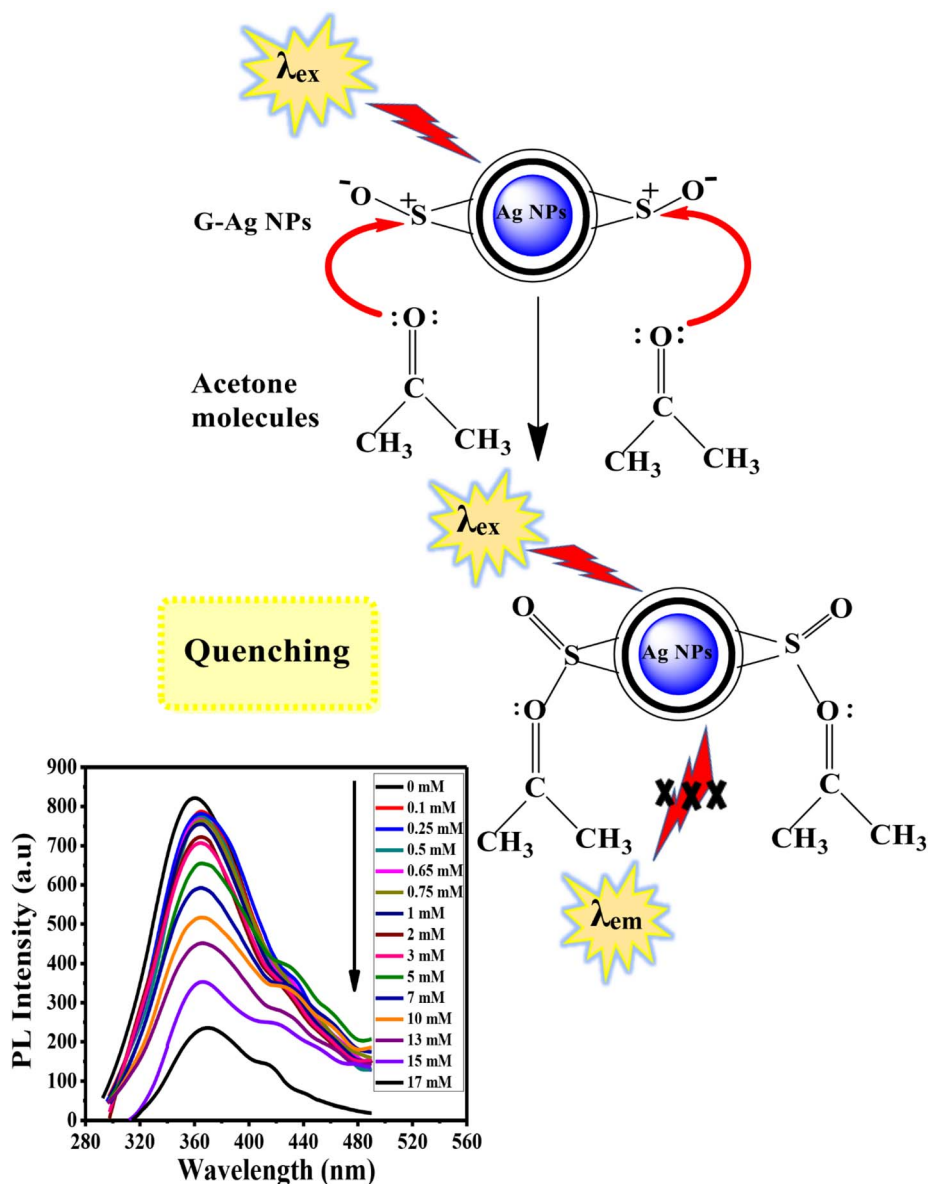 λex
-O
+
S
Ag NPs
+
S
O-
G-Ag NPs
:O:
:O:
Acetone
molecules
C
CH3
CH3
C
CH3
CH3
λex
O
S
Ag NPs
S
O
:O
O:
Quenching
C
CH3
CH3
C
CH3
CH3
X X X
λem
PL Intensity (a.u)
900
800
700
600
500
400
300
200
100
0
280
320
360
400
440
480
520
560
Wavelength (nm)
0 mM
0.1 mM
0.25 mM
0.5 mM
0.65 mM
0.75 mM
1 mM
2 mM
3 mM
5 mM
7 mM
10 mM
13 mM
15 mM
17 mM